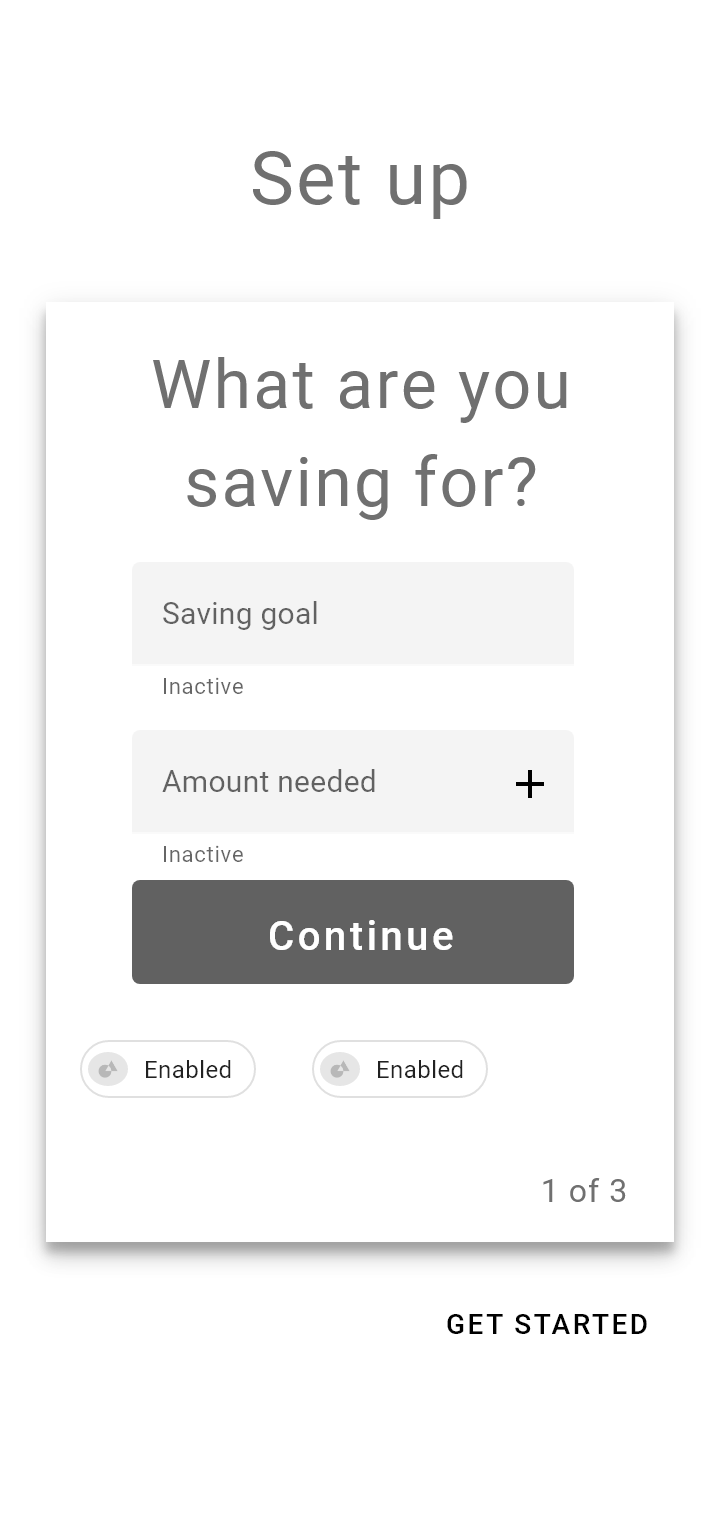 Set up
What are you
saving for?
Saving goal
Inactive
Amount needed
Inactive
Continue
Enabled Enabled
1 of 3
GET STARTED